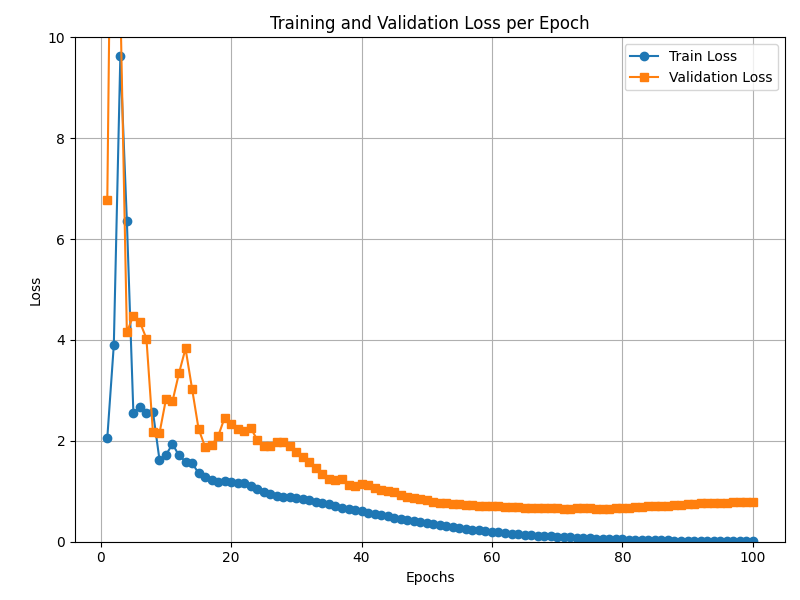 Training and Validation Loss per Epoch
Train Loss
Validation Loss
Loss
10
8
6
4
2
0
0 20 40 60 80 100
Epochs